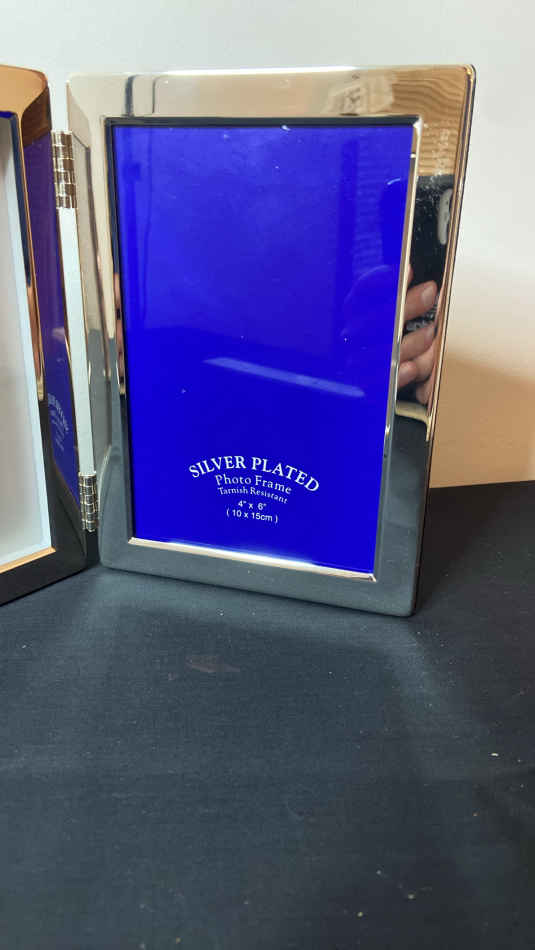 SILVER PLATED
Photo Frame
Tarnish Resistant
4" x 6"
( 10 x 15cm )